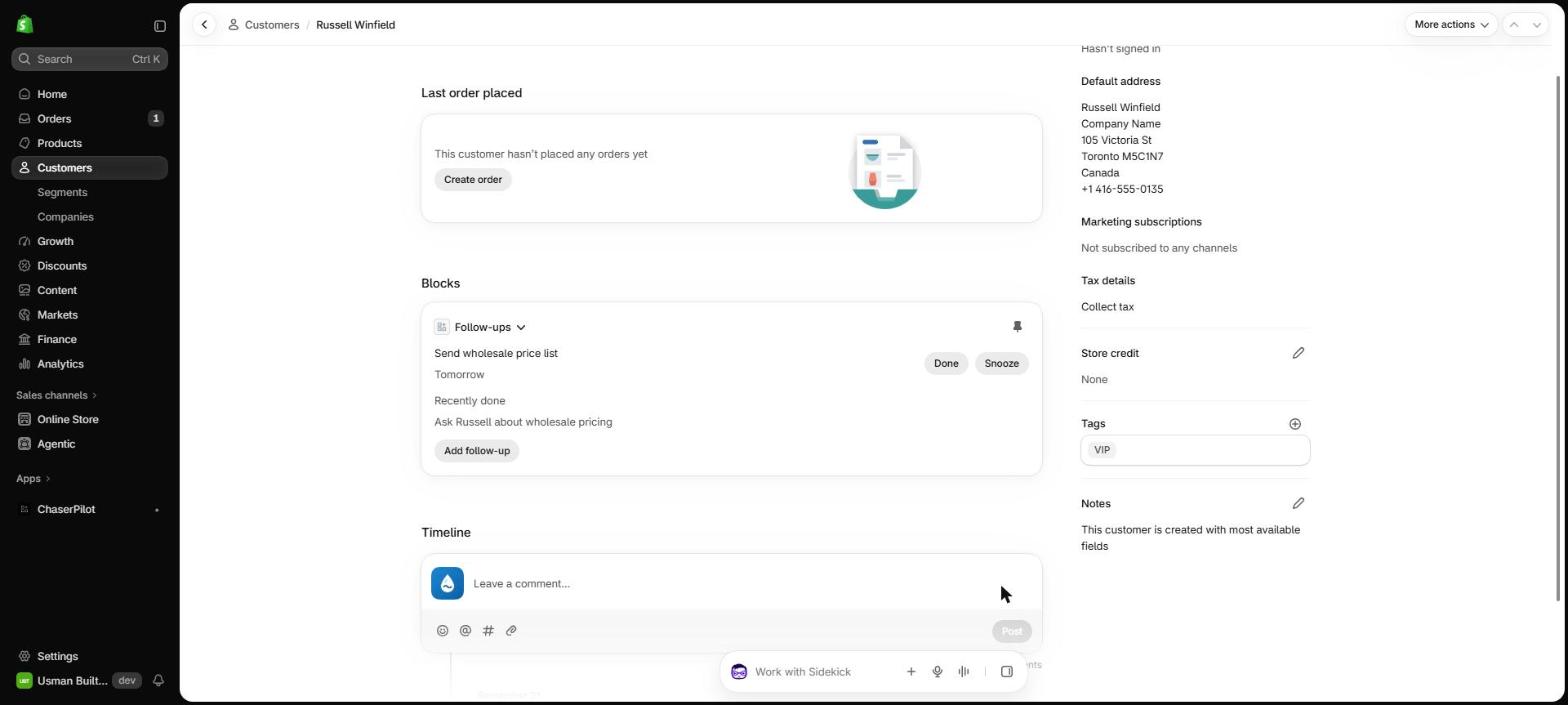 Search
Ctrl K
Home
Orders
1
Products
Customers
Segments
Companies
Growth
Discounts
Content
Markets
Finance
Analytics
Sales channels
Online Store
Agentic
Apps
ChaserPilot
Settings
Usman Built...
dev
Customers / Russell Winfield
More actions
Last order placed
This customer hasn't placed any orders yet
Create order
Blocks
Follow-ups
Send wholesale price list
Tomorrow
Done
Snooze
Recently done
Ask Russell about wholesale pricing
Add follow-up
Timeline
Leave a comment...
Post
Work with Sidekick
September 21
Hasn't signed in
Default address
Russell Winfield
Company Name
105 Victoria St
Toronto M5C1N7
Canada
+1 416-555-0135
Marketing subscriptions
Not subscribed to any channels
Tax details
Collect tax
Store credit
None
Tags
VIP
Notes
This customer is created with most available
fields